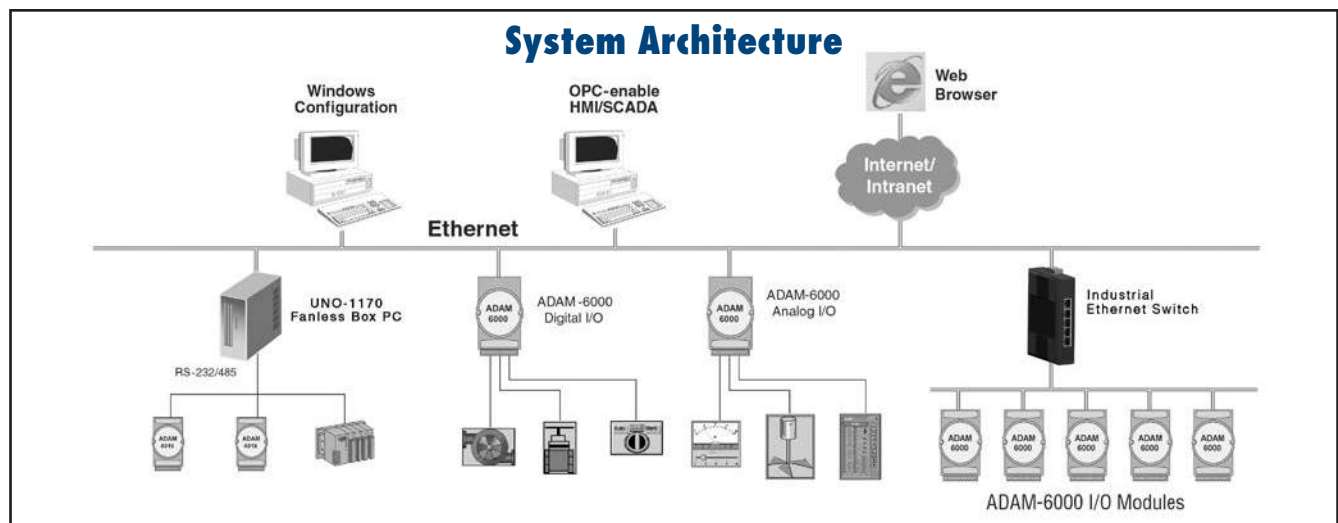 System Architecture
Windows
Configuration
OPC-enable
HMI/SCADA
Web
Browser
Internet/
Intranet
Ethernet
UNO-1170
Fanless Box PC
RS-232/485
ADAM
6000
ADAM-6000
Digital I/O
ADAM
6000
ADAM-6000
Analog I/O
Industrial
Ethernet Switch
ADAM
ADAM
ADAM
6000
ADAM
6000
ADAM
6000
ADAM
6000
ADAM
6000
ADAM-6000 I/O Modules